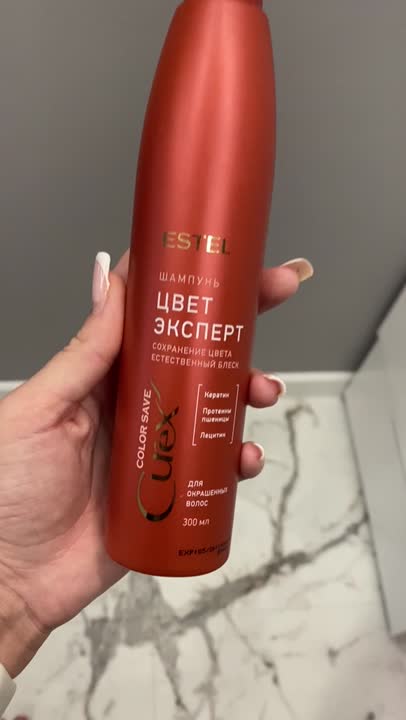 ESTEL
ШАМПУНЬ
ЦВЕТ
ЭКСПЕРТ
СОХРАНЕНИЕ ЦВЕТА
ЕСТЕСТВЕННЫЙ БЛЕСК
Кератин
Протеины
пшеницы
Лецитин
COLOR SAVE
Curex
ДЛЯ
ОКРАШЕННЫХ
ВОЛОС
300 МЛ